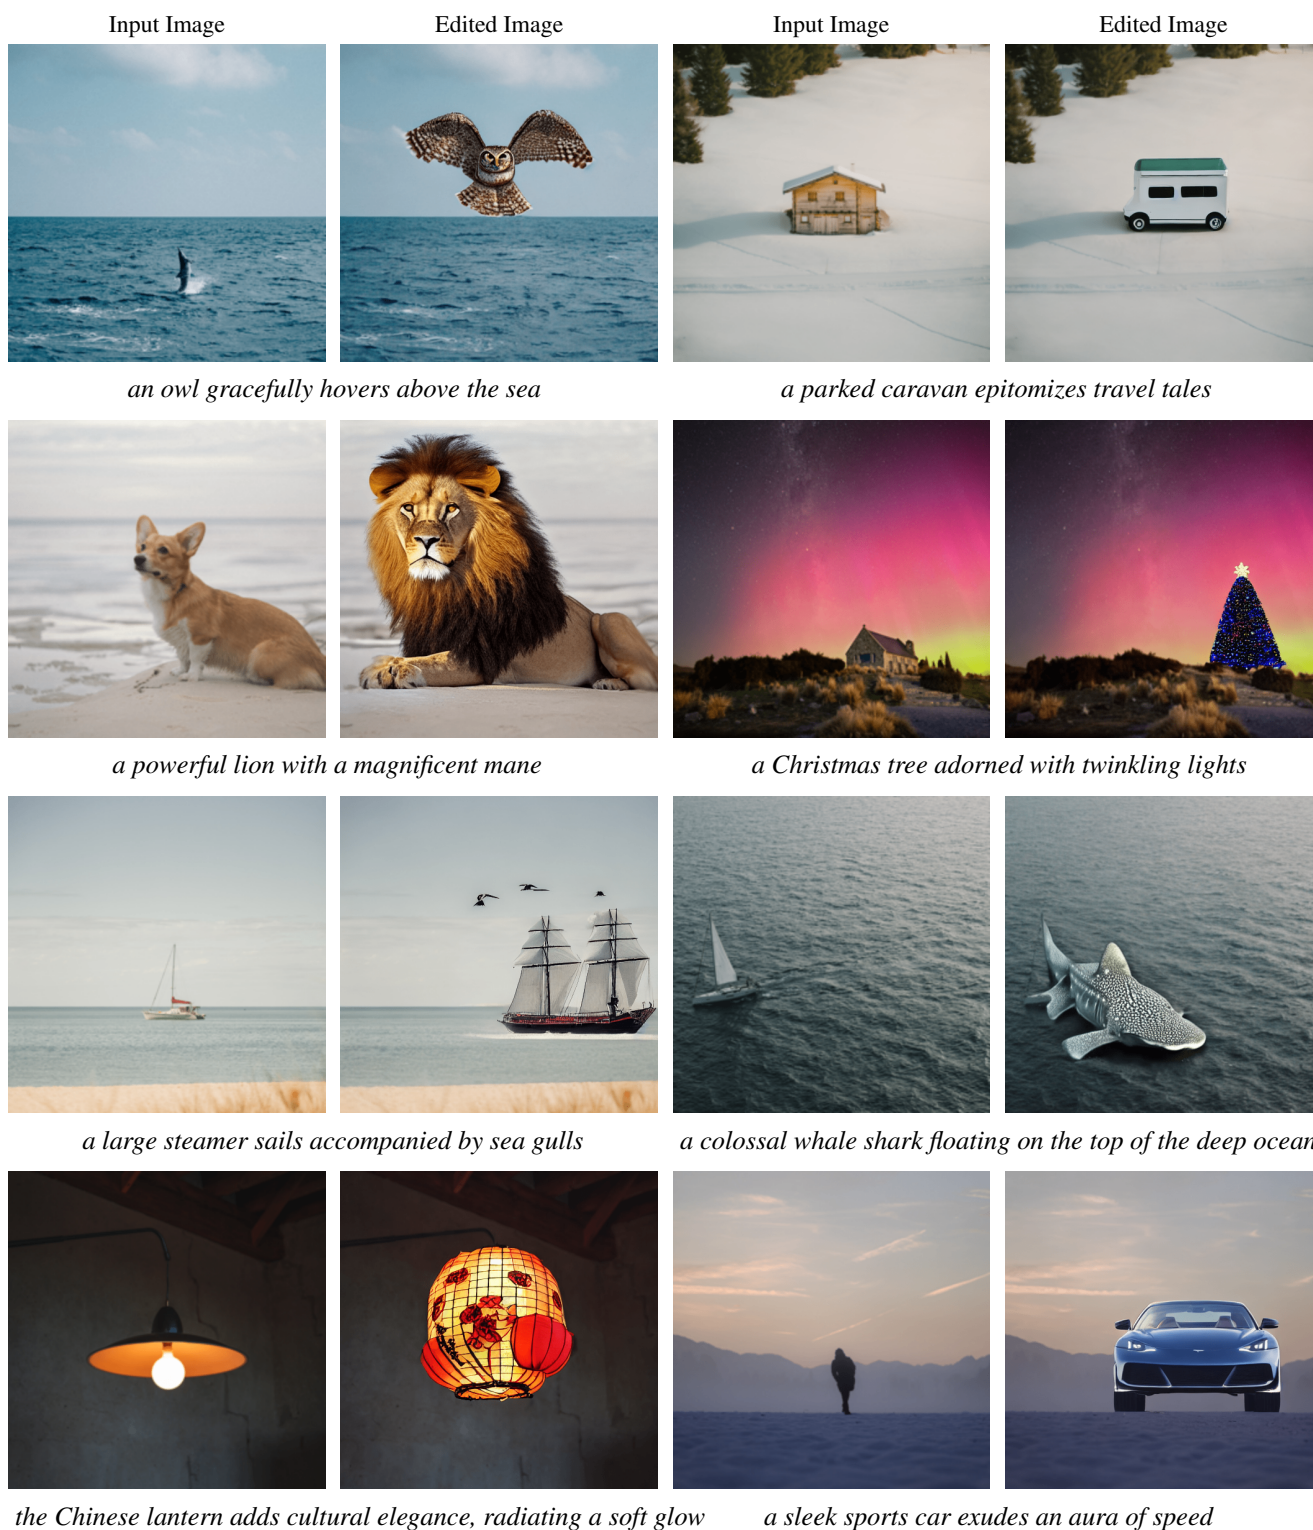 Input Image Edited Image Input Image Edited Image
an owl gracefully hovers above the sea a parked caravan epitomizes travel tales
a powerful lion with a magnificent mane a Christmas tree adorned with twinkling lights
a large steamer sails accompanied by sea gulls a colossal whale shark floating on the top of the deep ocean
the Chinese lantern adds cultural elegance, radiating a soft glow a sleek sports car exudes an aura of speed